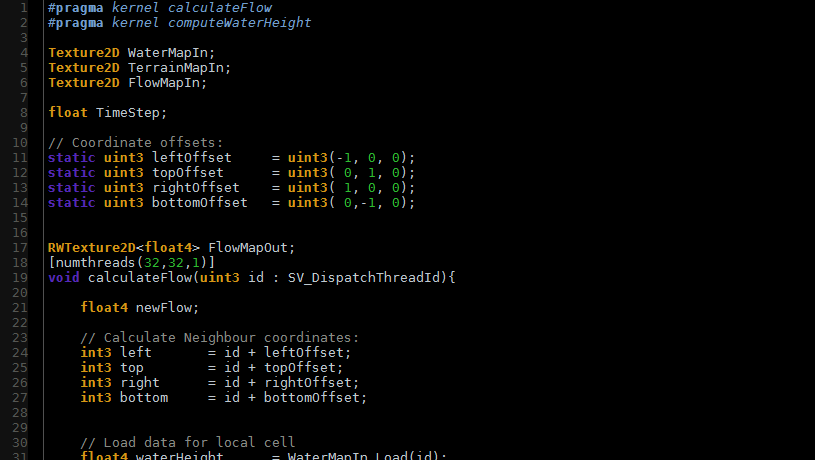 1 #pragma kernel calculateFlow
2 #pragma kernel computeWaterHeight
3
4 Texture2D WaterMapIn;
5 Texture2D TerrainMapIn;
6 Texture2D FlowMapIn;
7
8 float TimeStep;
9
10 // Coordinate offsets:
11 static uint3 leftOffset     = uint3(-1, 0, 0);
12 static uint3 topOffset      = uint3( 0, 1, 0);
13 static uint3 rightOffset    = uint3( 1, 0, 0);
14 static uint3 bottomOffset   = uint3( 0,-1, 0);
15
16
17 RWTexture2D<float4> FlowMapOut;
18 [numthreads(32,32,1)]
19 void calculateFlow(uint3 id : SV_DispatchThreadId){
20
21     float4 newFlow;
22
23     // Calculate Neighbour coordinates:
24     int3 left       = id + leftOffset;
25     int3 top        = id + topOffset;
26     int3 right      = id + rightOffset;
27     int3 bottom     = id + bottomOffset;
28
29
30     // Load data for local cell
31     float4 waterHeight      = WaterMapIn.Load(id);